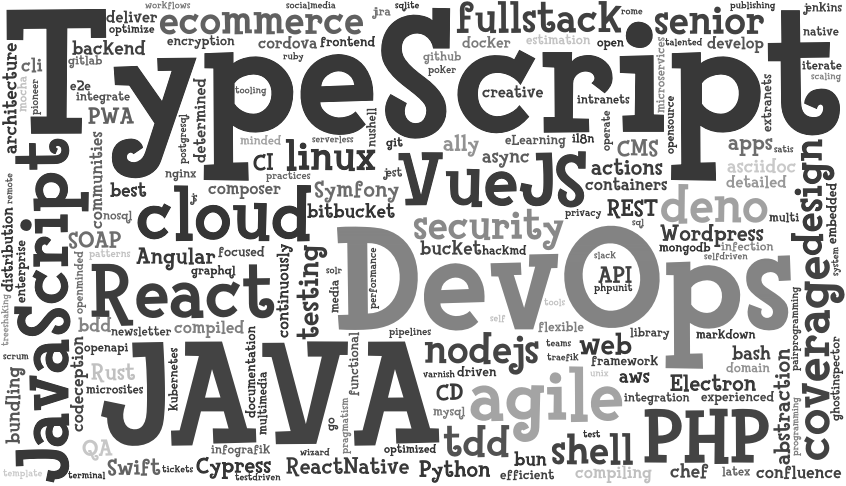 workflows
socialmedia
sqlite
rome
publishing
jenkins
deliver
ecommerce
jra
fullstack
senior
optimize
native
TypeScript
encryption
cordova
frontend
github
docker
estimation
open
talented
develop
backend
gitlab
ruby
poker
iterate
scaling
architecture
cli
mocha
pioneer
e2e
integrate
tooling
creative
intranets
microservices
opensource
extranets
PWA
postgresql
determined
minded
serverless
nushell
git
ally
eLearning
i18n
operate
CMS
apps
satis
CI
linux
async
actions
asciidoc
nginx
practices
jest
VueJS
containers
detailed
communities
best
composer
js
Symfony
REST
deno
multi
embedded
design
remote
nosql
cloud
bitbucket
privacy
sql
JavaScript
distribution
SOAP
security
Wordpress
patterns
Angular
focused
bucket
hackmd
mongodb
infection
enterprise
openminded
graphql
continuously
testing
solr
media
performance
DevOps
slack
API
phpunit
selfdriven
system
coverage
React
tools
treeshaking
bdd
newsletter
compiled
self
flexible
pipelines
library
markdown
pairprogramming
ghostinspector
scrum
openapi
JAVA
nodejs
teams
traefik
web
framework
bash
domain
codeception
Rust
microsites
kubernetes
documentation
multimedia
functional
varnish
driven
unix
aws
Electron
bundling
CD
mysql
agile
integration
experienced
abstraction
programming
go
pragmatism
QA
infografik
wizard
optimized
tdd
test
shell
PHP
template
terminal
Swift
tickets
Cypress
testdriven
ReactNative
Python
bun
efficient
compiling
chef
latex
confluence